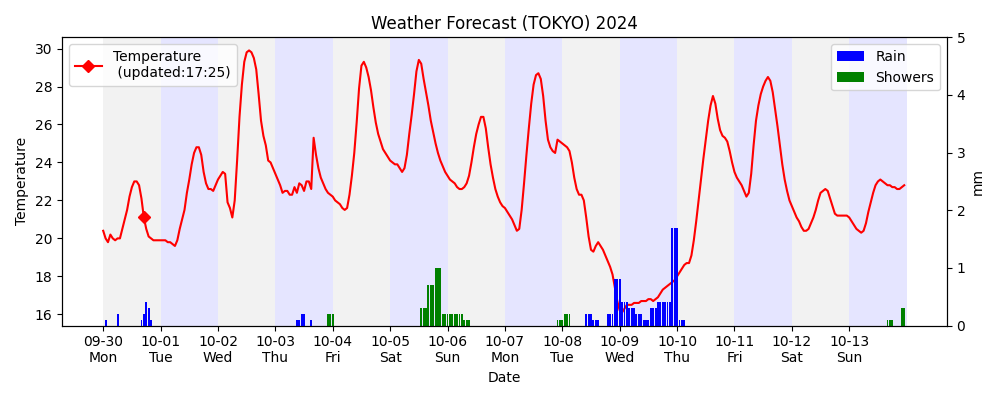 Weather Forecast (TOKYO) 2024
Temperature
(updated:17:25)
Rain
Showers
30
28
26
24
22
20
18
16
Temperature
5
4
3
2
1
0
mm
09-30 10-01 10-02 10-03 10-04 10-05 10-06 10-07 10-08 10-09 10-10 10-11 10-12 10-13
Mon Tue Wed Thu Fri Sat Sun Mon Tue Wed Thu Fri Sat Sun
Date